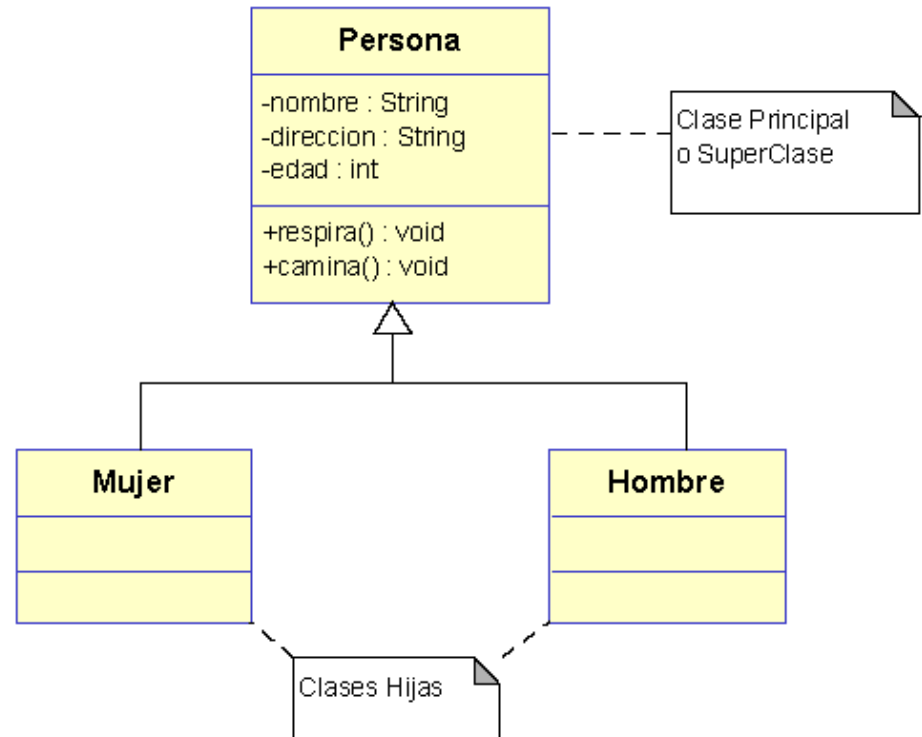 Persona
-nombre : String
-direccion : String
-edad : int
+respira() : void
+camina() : void
Clase Principal
o SuperClase
Mujer
Hombre
Clases Hijas